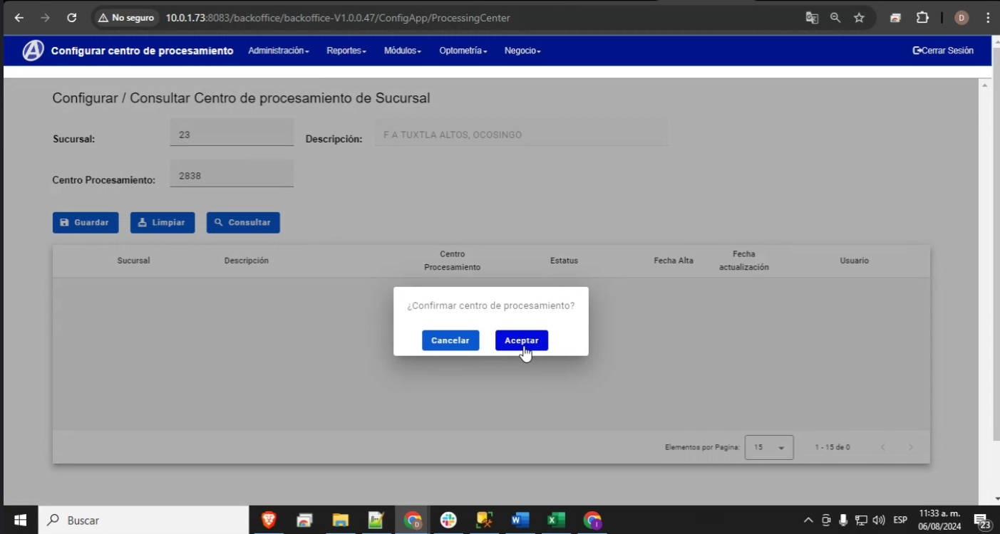 No seguro 10.0.1.73:8083/backoffice/backoffice-V1.0.0.47/ConfigApp/ProcessingCenter D
A Configurar centro de procesamiento Administración Reportes Módulos Optometría Negocio Cerrar Sesión
Configurar / Consultar Centro de procesamiento de Sucursal
Sucursal: 23 Descripción: F A TUXTLA ALTOS, OCOSINGO
Centro Procesamiento: 2838
Guardar Limpiar Consultar
Sucursal Descripción Centro Procesamiento Estatus Fecha Alta Fecha actualización Usuario
¿Confirmar centro de procesamiento?
Cancelar Aceptar
Elementos por Pagina: 15 1 - 15 de 0
Buscar ESP 11:33 a. m.
06/08/2024 23